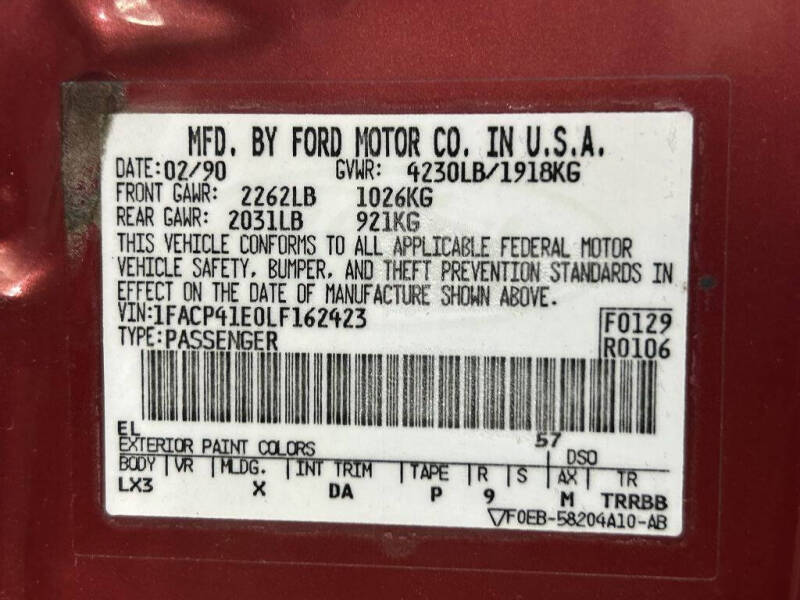 MFD. BY FORD MOTOR CO. IN U.S.A.
DATE: 02/90 GVWR: 4230LB/1918KG
FRONT GAWR: 2262LB 1026KG
REAR GAWR: 2031LB 921KG
THIS VEHICLE CONFORMS TO ALL APPLICABLE FEDERAL MOTOR
VEHICLE SAFETY, BUMPER, AND THEFT PREVENTION STANDARDS IN
EFFECT ON THE DATE OF MANUFACTURE SHOWN ABOVE.
VIN: 1FACP41E0LF162423 F0129
TYPE: PASSENGER R0106
EL 57
EXTERIOR PAINT COLORS DSO
BODY VR MLDG. INT TRIM TAPE R S AX TR
LX3 X DA P 9 M TRRBB
F0EB-58204A10-AB